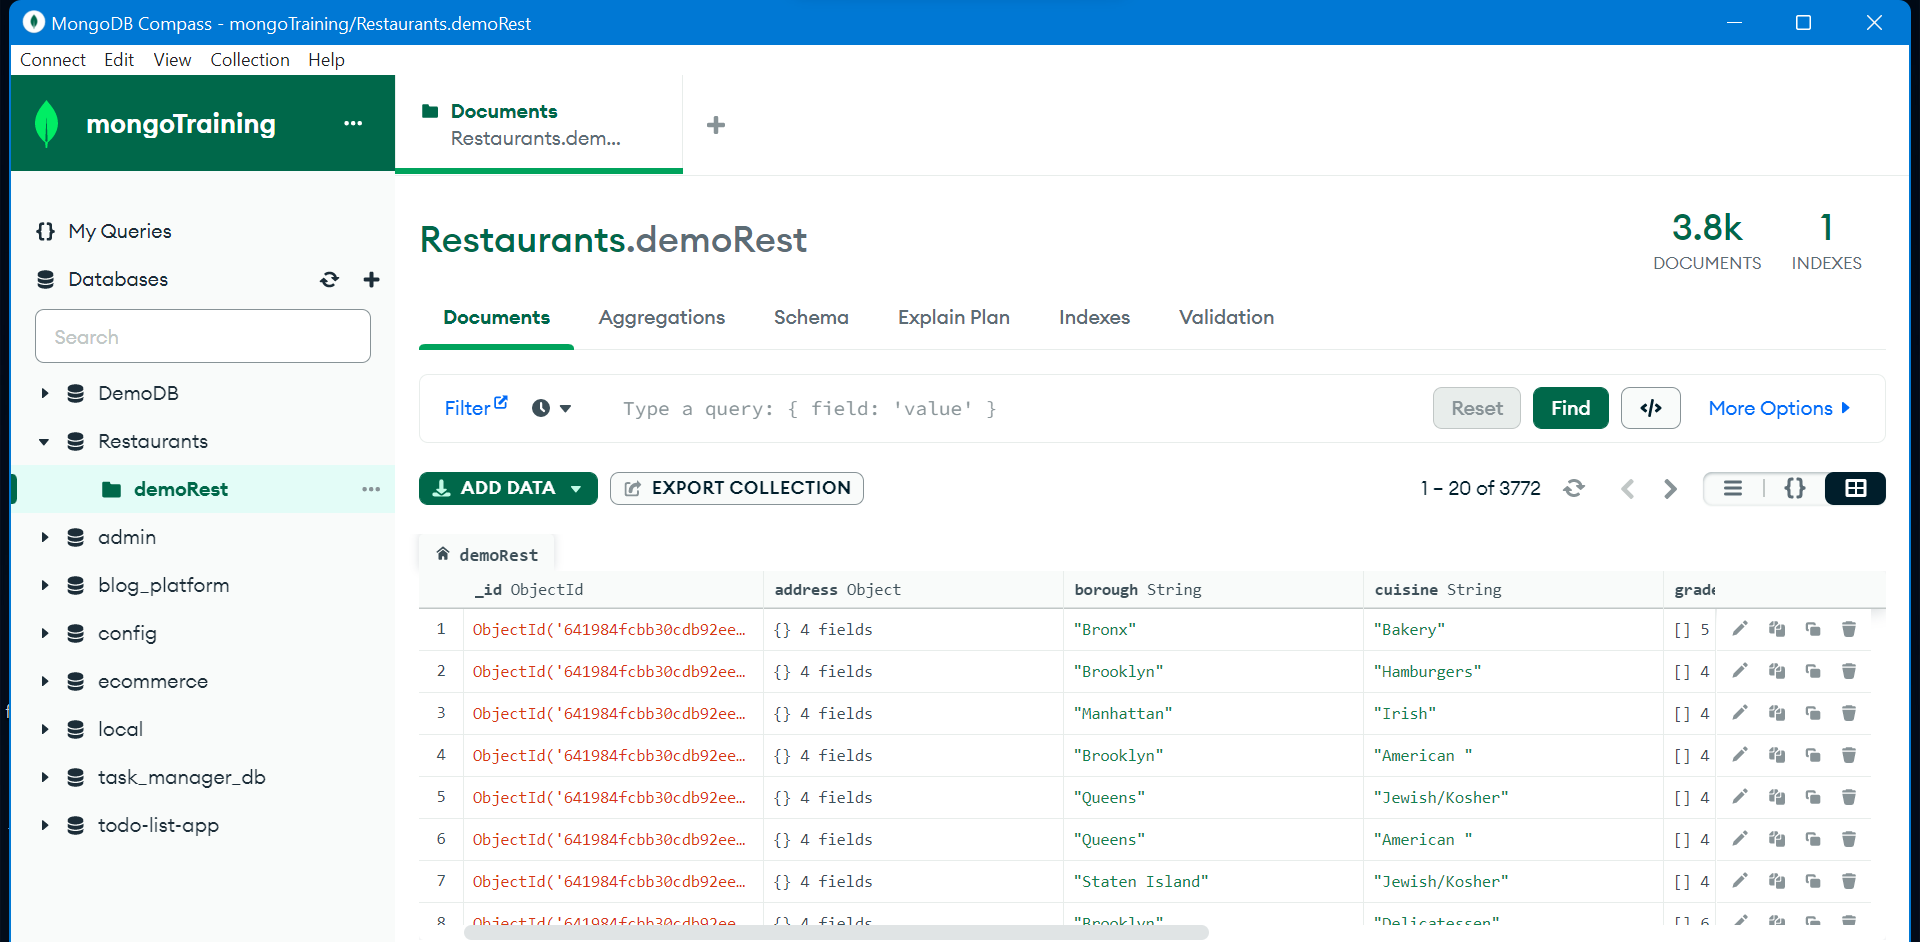 MongoDB Compass - mongoTraining/Restaurants.demoRest
Connect Edit View Collection Help
mongoTraining ...
Documents
Restaurants.dem...
My Queries
Databases
Search
DemoDB
Restaurants
demoRest ...
admin
blog_platform
config
ecommerce
local
task_manager_db
todo-list-app
Restaurants.demoRest
3.8k
DOCUMENTS
1
INDEXES
Documents Aggregations Schema Explain Plan Indexes Validation
Filter Type a query: { field: 'value' } Reset Find </> More Options
ADD DATA EXPORT COLLECTION 1 – 20 of 3772 {}
demoRest
_id ObjectId address Object borough String cuisine String grade
1 ObjectId('641984fcbb30cdb92ee… {} 4 fields "Bronx" "Bakery" [] 5
2 ObjectId('641984fcbb30cdb92ee… {} 4 fields "Brooklyn" "Hamburgers" [] 4
3 ObjectId('641984fcbb30cdb92ee… {} 4 fields "Manhattan" "Irish" [] 4
4 ObjectId('641984fcbb30cdb92ee… {} 4 fields "Brooklyn" "American " [] 4
5 ObjectId('641984fcbb30cdb92ee… {} 4 fields "Queens" "Jewish/Kosher" [] 4
6 ObjectId('641984fcbb30cdb92ee… {} 4 fields "Queens" "American " [] 4
7 ObjectId('641984fcbb30cdb92ee… {} 4 fields "Staten Island" "Jewish/Kosher" [] 4
8 ObjectId('641984fcbb30cdb92ee… {} 4 fields "Brooklyn" "Delicatessen" [] 6